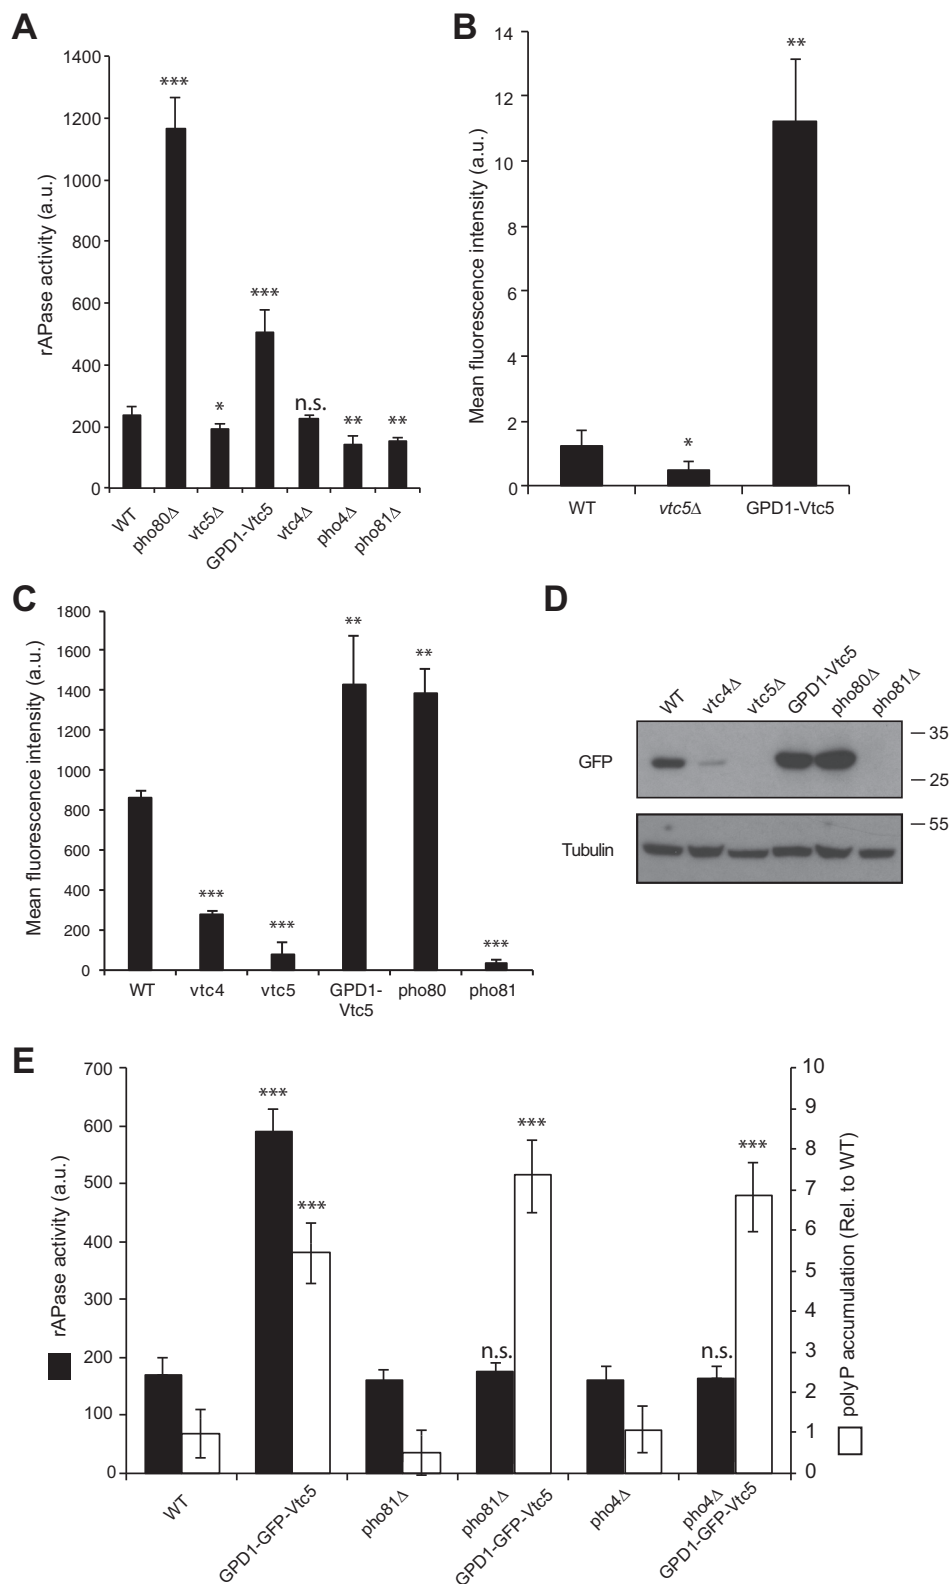 A
rAPase activity (a.u.)
1400
1200
1000
800
600
400
200
0
***
*
***
n.s.
**
**
WT
pho80Δ
vtc5Δ
GPD1-Vtc5
vtc4Δ
pho4Δ
pho81Δ
B
Mean fluorescence intensity (a.u.)
14
12
10
8
6
4
2
0
*
**
WT
vtc5Δ
GPD1-Vtc5
C
Mean fluorescence intensity (a.u.)
1800
1600
1400
1200
1000
800
600
400
200
0
***
***
**
**
***
WT
vtc4
vtc5
GPD1-
Vtc5
pho80
pho81
D
WT
vtc4Δ
vtc5Δ
GPD1-Vtc5
pho80Δ
pho81Δ
GFP
35
25
55
Tubulin
E
rAPase activity (a.u.)
700
600
500
400
300
200
100
0
***
***
n.s.
***
n.s.
***
10
9
8
7
6
5
4
3
2
1
0
polyP accumulation (Rel. to WT)
WT
GPD1-GFP-Vtc5
pho81Δ
pho81Δ
GPD1-GFP-Vtc5
pho4Δ
pho4Δ
GPD1-GFP-Vtc5